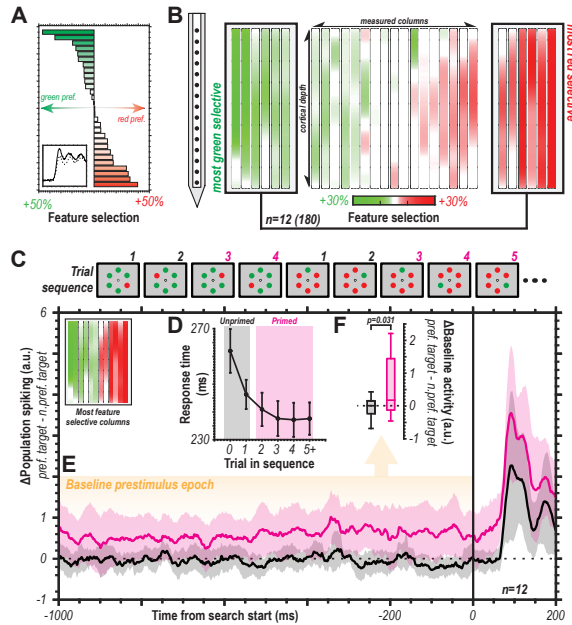 A
green pref.
red pref.
+50%
+50%
Feature selection
B
measured columns
most green selective
cortical depth
most red selective
+30%
+30%
n=12 (180)
Feature selection
C
Trial
sequence
1
2
3
4
1
2
3
4
5
D
Unprimed
Primed
270
230
Response time
(ms)
0
1
2
3
4
5+
Trial in sequence
F
p=0.031
2
1
0
-1
ΔBaseline activity (a.u.)
pref. target - n.pref. target
Most feature
selective columns
E
Baseline prestimulus epoch
ΔPopulation spiking (a.u.)
pref. target - n.pref. target
6
4
2
1
0
-1
n=12
-1000
Time from search start (ms)
-200
0
200